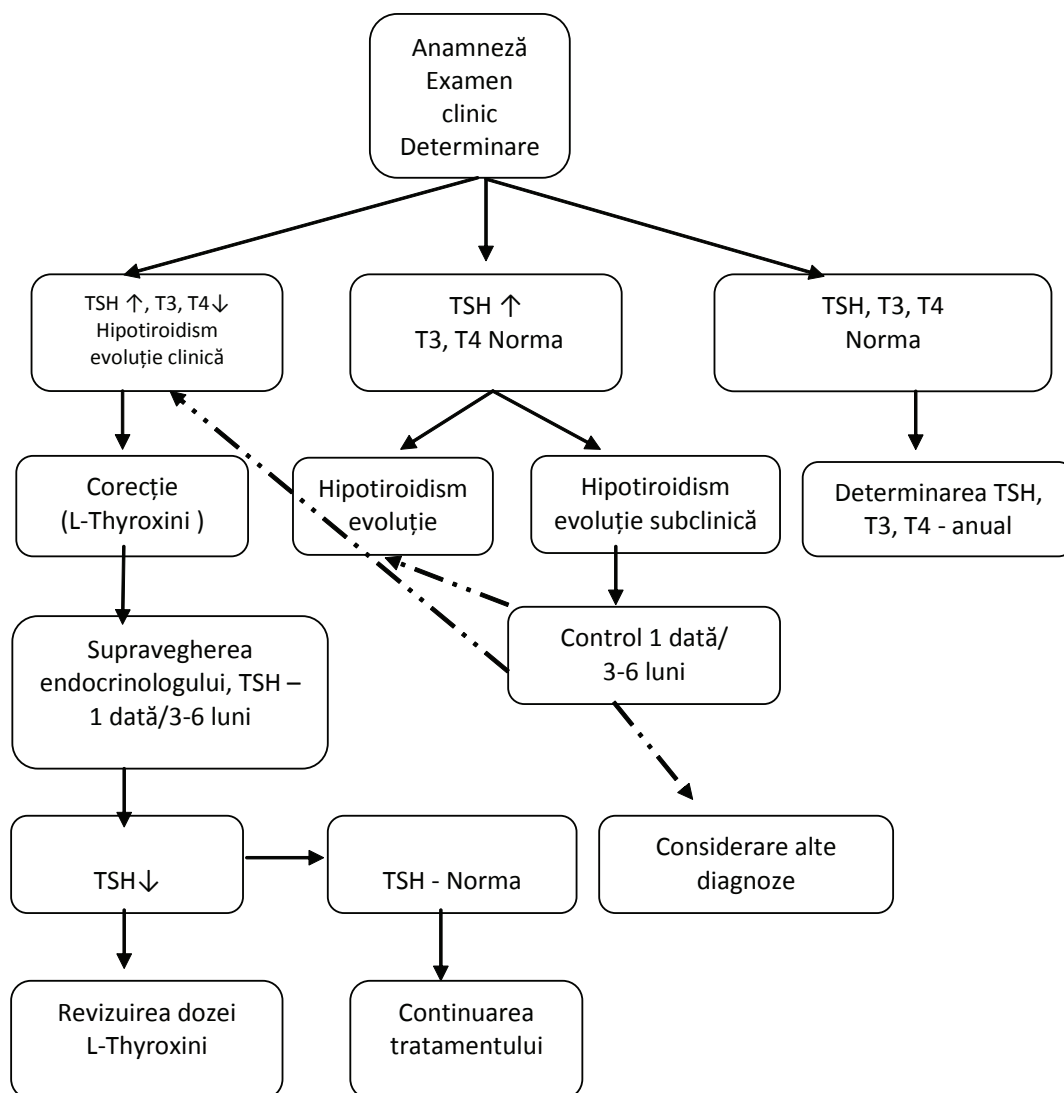 Anamneză
Examen
clinic
Determinare
TSH ↑, T3, T4↓
Hipotiroidism
evoluție clinică
TSH ↑
T3, T4 Norma
TSH, T3, T4
Norma
Corecție
(L-Thyroxini )
Hipotiroidism
evoluție
Hipotiroidism
evoluție subclinică
Determinarea TSH,
T3, T4 - anual
Supravegherea
endocrinologului, TSH –
1 dată/3-6 luni
Control 1 dată/
3-6 luni
TSH↓
TSH - Norma
Considerare alte
diagnoze
Revizuirea dozei
L-Thyroxini
Continuarea
tratamentului